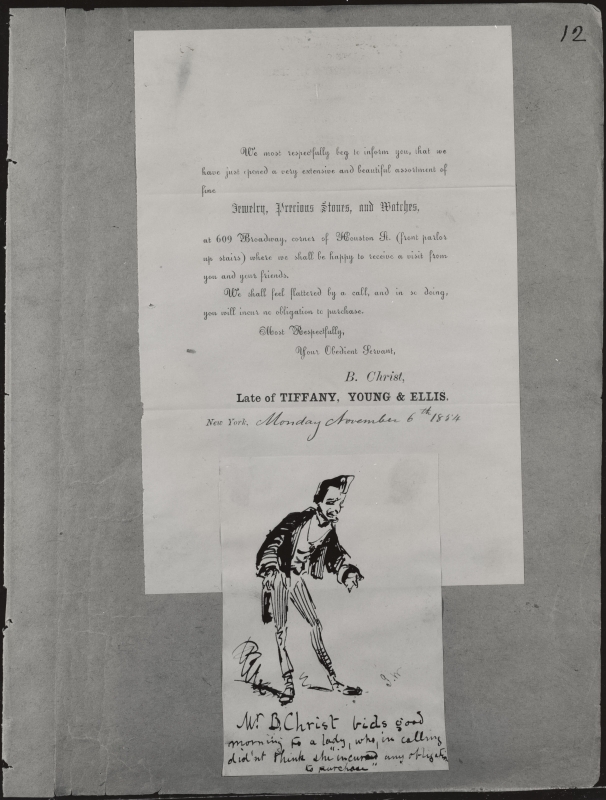 12
We most respectfully beg to inform you, that we
have just opened a very extensive and beautiful assortment of
fine
Jewelry, Precious Stones, and Watches,
at 609 Broadway, corner of Houston St. (front parlor
up stairs) where we shall be happy to receive a visit from
you and your friends.
We shall feel flattered by a call, and in so doing,
you will incur no obligation to purchase.
Most Respectfully,
Your Obedient Servant,
B. Christ,
Late of TIFFANY, YOUNG & ELLIS.
New York, Monday November 6th 1854
Mr. B. Christ bids good
morning to a lady, who, in calling
did'nt think she "incurred any obligatn
to purchase"